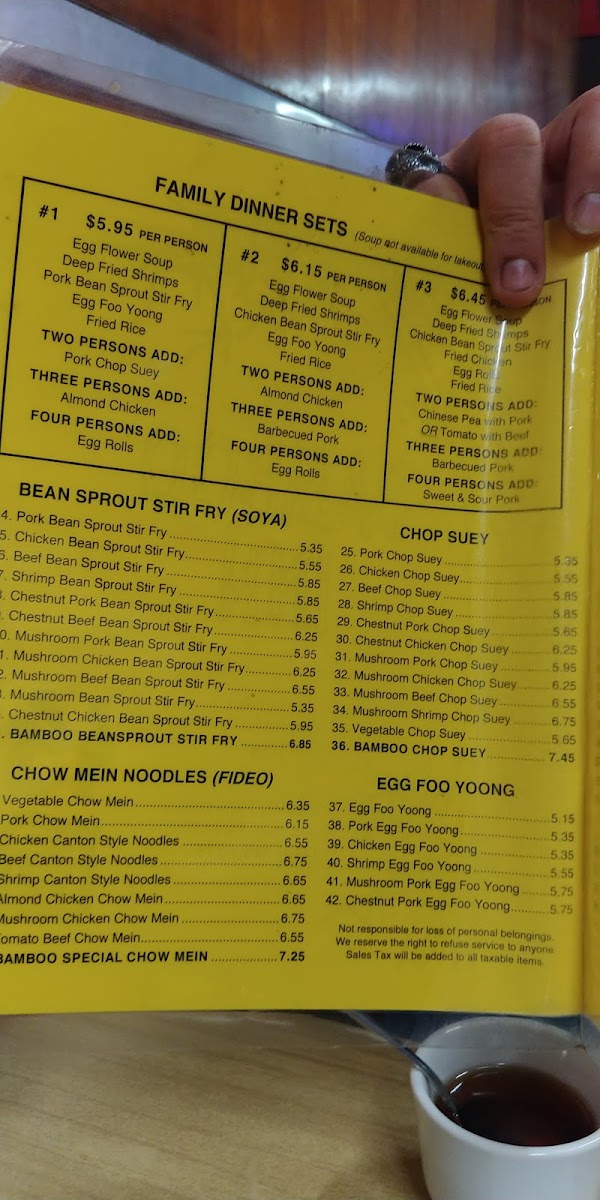 FAMILY DINNER SETS (Soup not available for takeout
#1 $5.95 PER PERSON
Egg Flower Soup
Deep Fried Shrimps
Pork Bean Sprout Stir Fry
Egg Foo Yoong
Fried Rice
TWO PERSONS ADD:
Pork Chop Suey
THREE PERSONS ADD:
Almond Chicken
FOUR PERSONS ADD:
Egg Rolls
#2 $6.15 PER PERSON
Egg Flower Soup
Deep Fried Shrimps
Chicken Bean Sprout Stir Fry
Egg Foo Yoong
Fried Rice
TWO PERSONS ADD:
Almond Chicken
THREE PERSONS ADD:
Barbecued Pork
FOUR PERSONS ADD:
Egg Rolls
#3 $6.45 PER PERSON
Egg Flower Soup
Deep Fried Shrimps
Chicken Bean Sprout Stir Fry
Fried Chicken
Egg Rolls
Fried Rice
TWO PERSONS ADD:
Chinese Pea with Pork
OR Tomato with Beef
THREE PERSONS ADD:
Barbecued Pork
FOUR PERSONS ADD:
Sweet & Sour Pork
BEAN SPROUT STIR FRY (SOYA)
4. Pork Bean Sprout Stir Fry 5.35
5. Chicken Bean Sprout Stir Fry 5.55
6. Beef Bean Sprout Stir Fry 5.85
7. Shrimp Bean Sprout Stir Fry 5.85
. Chestnut Pork Bean Sprout Stir Fry 5.65
. Chestnut Beef Bean Sprout Stir Fry 6.25
0. Mushroom Pork Bean Sprout Stir Fry 5.95
1. Mushroom Chicken Bean Sprout Stir Fry 6.25
2. Mushroom Beef Bean Sprout Stir Fry 6.55
. Mushroom Bean Sprout Stir Fry 5.35
. Chestnut Chicken Bean Sprout Stir Fry 5.95
. BAMBOO BEANSPROUT STIR FRY 6.85
CHOW MEIN NOODLES (FIDEO)
Vegetable Chow Mein 6.35
Pork Chow Mein 6.15
Chicken Canton Style Noodles 6.55
Beef Canton Style Noodles 6.75
Shrimp Canton Style Noodles 6.65
Almond Chicken Chow Mein 6.65
Mushroom Chicken Chow Mein 6.75
Tomato Beef Chow Mein 6.55
BAMBOO SPECIAL CHOW MEIN 7.25
CHOP SUEY
25. Pork Chop Suey 5.35
26. Chicken Chop Suey 5.55
27. Beef Chop Suey 5.85
28. Shrimp Chop Suey 5.85
29. Chestnut Pork Chop Suey 5.65
30. Chestnut Chicken Chop Suey 6.25
31. Mushroom Pork Chop Suey 5.95
32. Mushroom Chicken Chop Suey 6.25
33. Mushroom Beef Chop Suey 6.55
34. Mushroom Shrimp Chop Suey 6.75
35. Vegetable Chop Suey 5.65
36. BAMBOO CHOP SUEY 7.45
EGG FOO YOONG
37. Egg Foo Yoong 5.15
38. Pork Egg Foo Yoong 5.35
39. Chicken Egg Foo Yoong 5.35
40. Shrimp Egg Foo Yoong 5.55
41. Mushroom Pork Egg Foo Yoong 5.75
42. Chestnut Pork Egg Foo Yoong 5.75
Not responsible for loss of personal belongings.
We reserve the right to refuse service to anyone.
Sales Tax will be added to all taxable items.